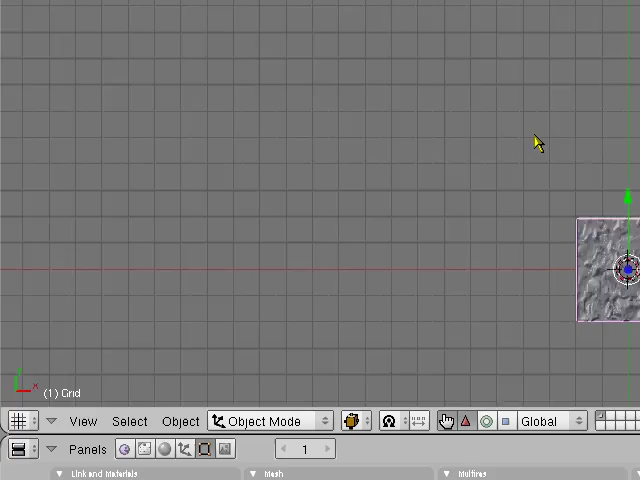 x
(1) Grid
View Select Object Object Mode Global
Panels 1
Link and Materials Mesh Multires